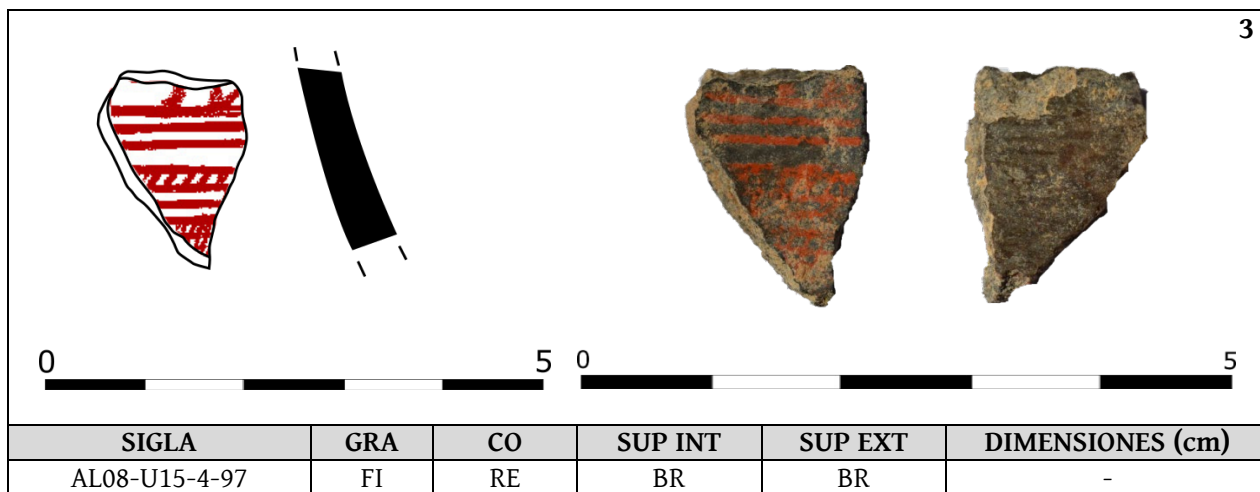 3
0 5
0 5
SIGLA GRA CO SUP INT SUP EXT DIMENSIONES (cm)
AL08-U15-4-97 FI RE BR BR -